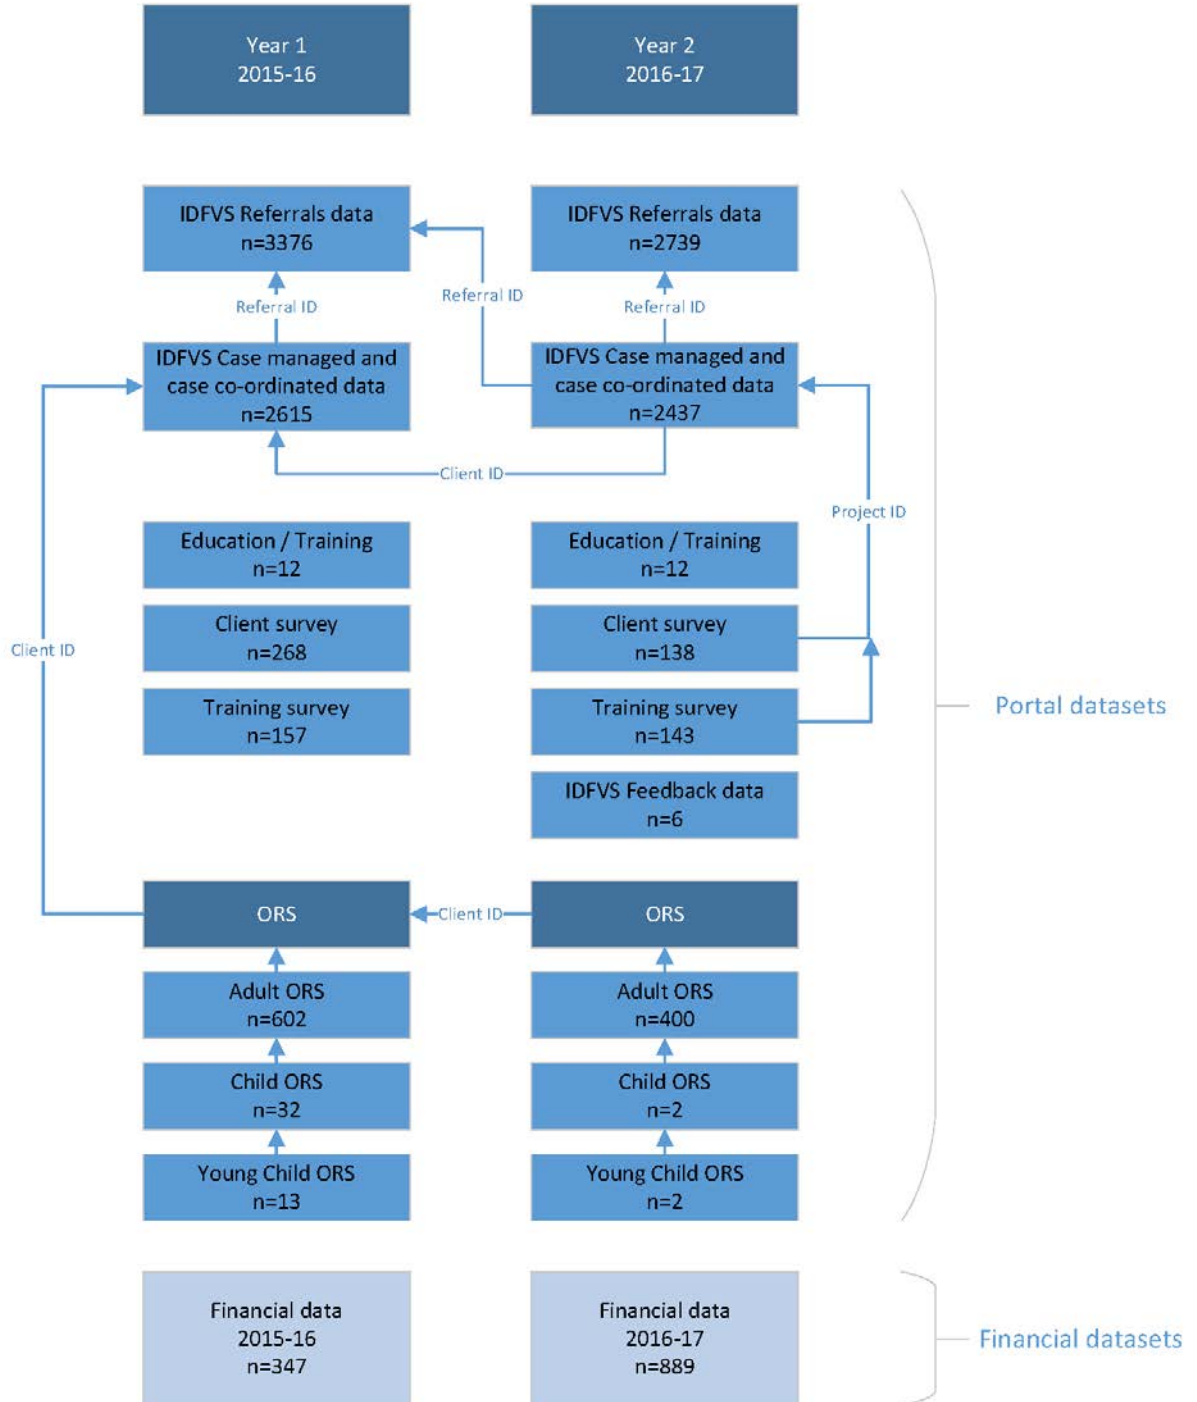 Year 1
2015-16
Year 2
2016-17
IDFVS Referrals data
n=3376
IDFVS Referrals data
n=2739
Referral ID
Referral ID
Referral ID
IDFVS Case managed and
case co-ordinated data
n=2615
IDFVS Case managed and
case co-ordinated data
n=2437
Client ID
Project ID
Education / Training
n=12
Education / Training
n=12
Client survey
n=268
Client survey
n=138
Client ID
Training survey
n=157
Training survey
n=143
Portal datasets
IDFVS Feedback data
n=6
ORS
Client ID
ORS
Adult ORS
n=602
Adult ORS
n=400
Child ORS
n=32
Child ORS
n=2
Young Child ORS
n=13
Young Child ORS
n=2
Financial data
2015-16
n=347
Financial data
2016-17
n=889
Financial datasets